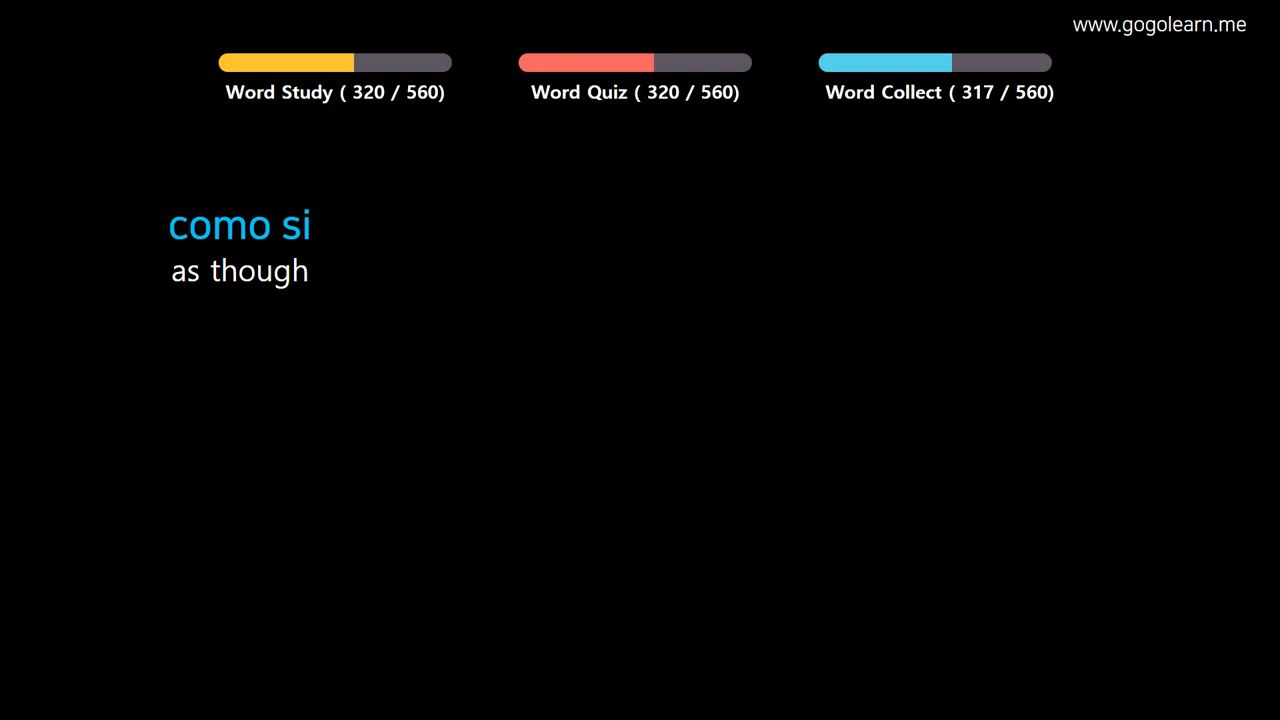 www.gogolearn.me
Word Study ( 320 / 560)
Word Quiz ( 320 / 560)
Word Collect ( 317 / 560)
como si
as though